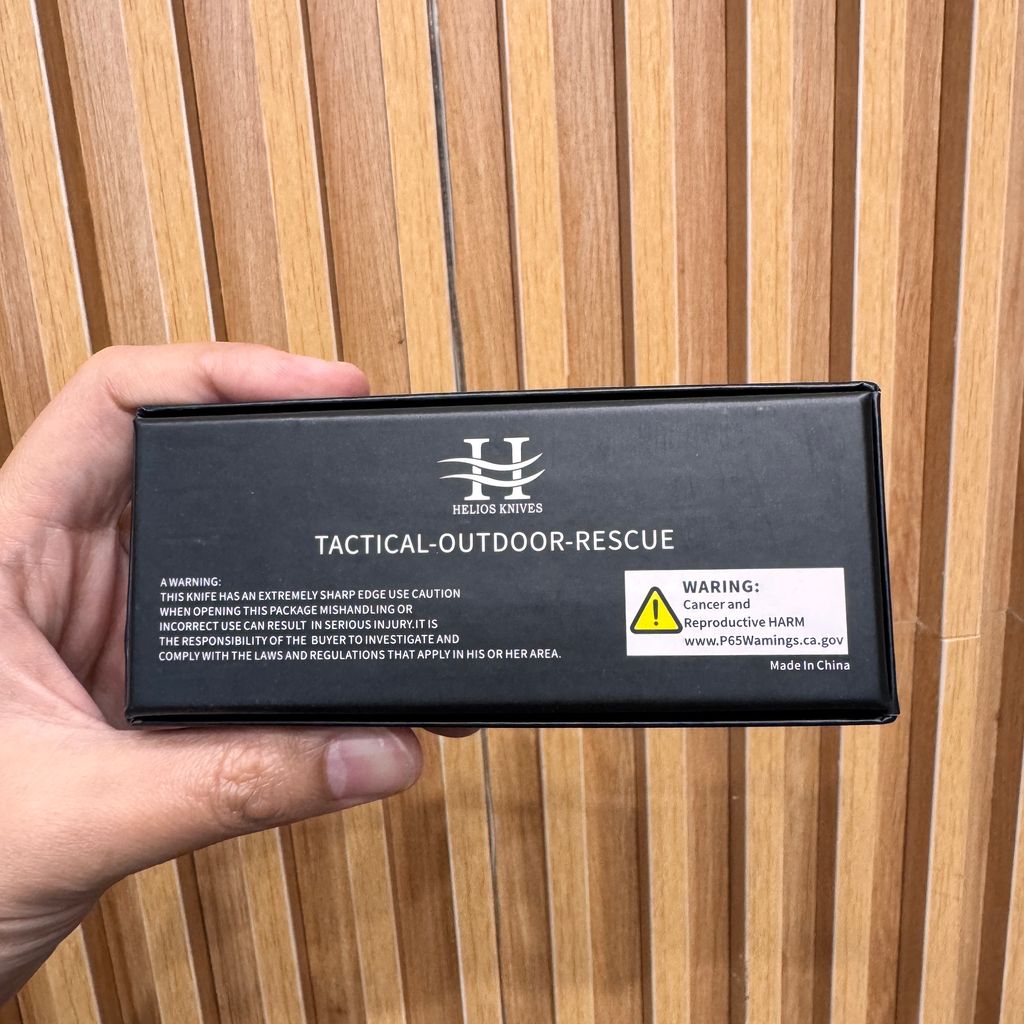 H
HELIOS KNIVES
TACTICAL-OUTDOOR-RESCUE
A WARNING:
THIS KNIFE HAS AN EXTREMELY SHARP EDGE USE CAUTION
WHEN OPENING THIS PACKAGE MISHANDLING OR
INCORRECT USE CAN RESULT IN SERIOUS INJURY.IT IS
THE RESPONSIBILITY OF THE BUYER TO INVESTIGATE AND
COMPLY WITH THE LAWS AND REGULATIONS THAT APPLY IN HIS OR HER AREA.
WARING:
Cancer and
Reproductive HARM
www.P65Wamings.ca.gov
Made In China